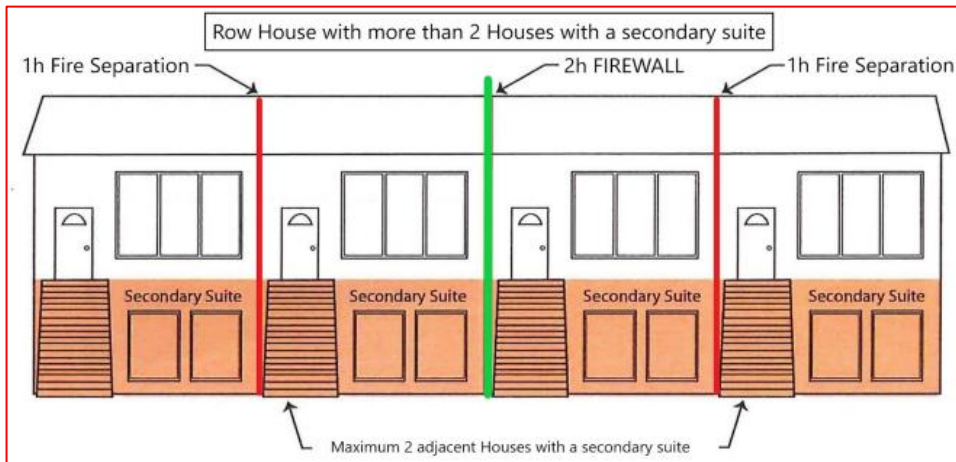 Row House with more than 2 Houses with a secondary suite
1h Fire Separation
2h FIREWALL
1h Fire Separation
Secondary Suite
Secondary Suite
Secondary Suite
Secondary Suite
Maximum 2 adjacent Houses with a secondary suite